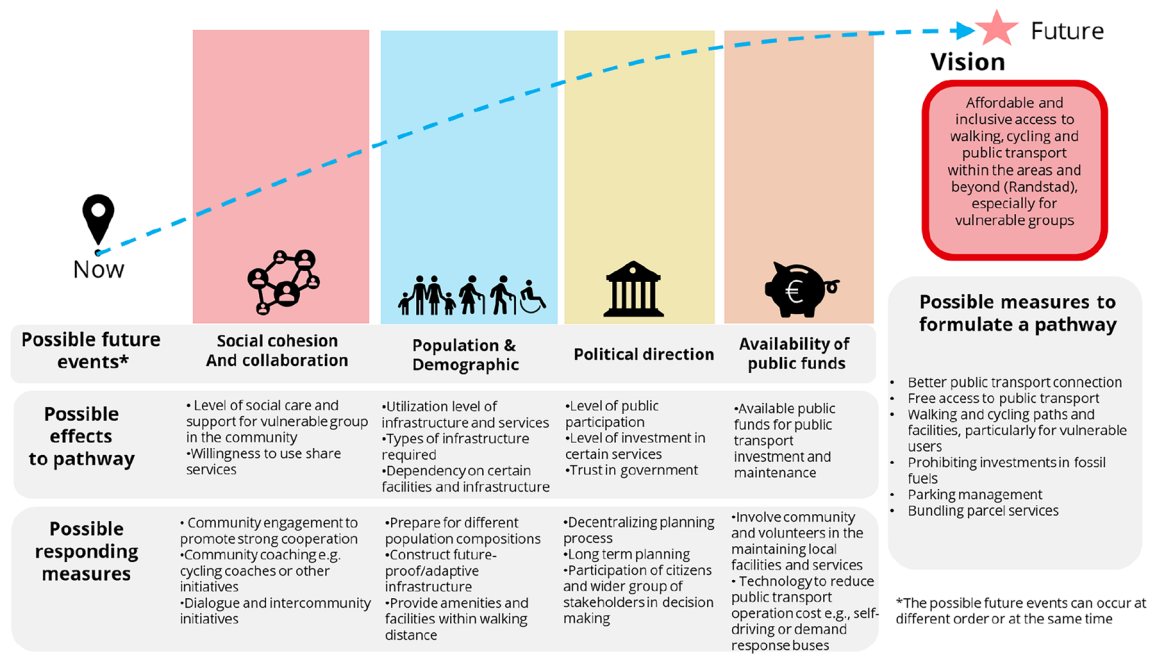 Future
Vision
Affordable and
inclusive access to
walking, cycling and
public transport
within the areas and
beyond (Randstad),
especially for
vulnerable groups
Now
€
Possible future
events*
Social cohesion
And collaboration
Population &
Demographic
Political direction
Availability of
public funds
Possible
effects
to pathway
• Level of social care and
support for vulnerable group
in the community
•Willingness to use share
services
•Utilization level of
infrastructure and services
•Types of infrastructure
required
•Dependency on certain
facilities and infrastructure
•Level of public
participation
•Level of investment in
certain services
•Trust in government
•Available public
funds for public
transport
investment and
maintenance
Possible
responding
measures
• Community engagement to
promote strong cooperation
•Community coaching e.g.
cycling coaches or other
initiatives
•Dialogue and intercommunity
initiatives
•Prepare for different
population compositions
•Construct future-
proof/adaptive
infrastructure
•Provide amenities and
facilities within walking
distance
•Decentralizing planning
process
•Long term planning
•Participation of citizens
and wider group of
stakeholders in decision
making
•Involve community
and volunteers in the
maintaining local
facilities and services
• Technology to reduce
public transport
operation cost e.g., self-
driving or demand
response buses
Possible measures to
formulate a pathway
• Better public transport connection
• Free access to public transport
• Walking and cycling paths and
facilities, particularly for vulnerable
users
• Prohibiting investments in fossil
fuels
• Parking management
• Bundling parcel services
*The possible future events can occur at
different order or at the same time